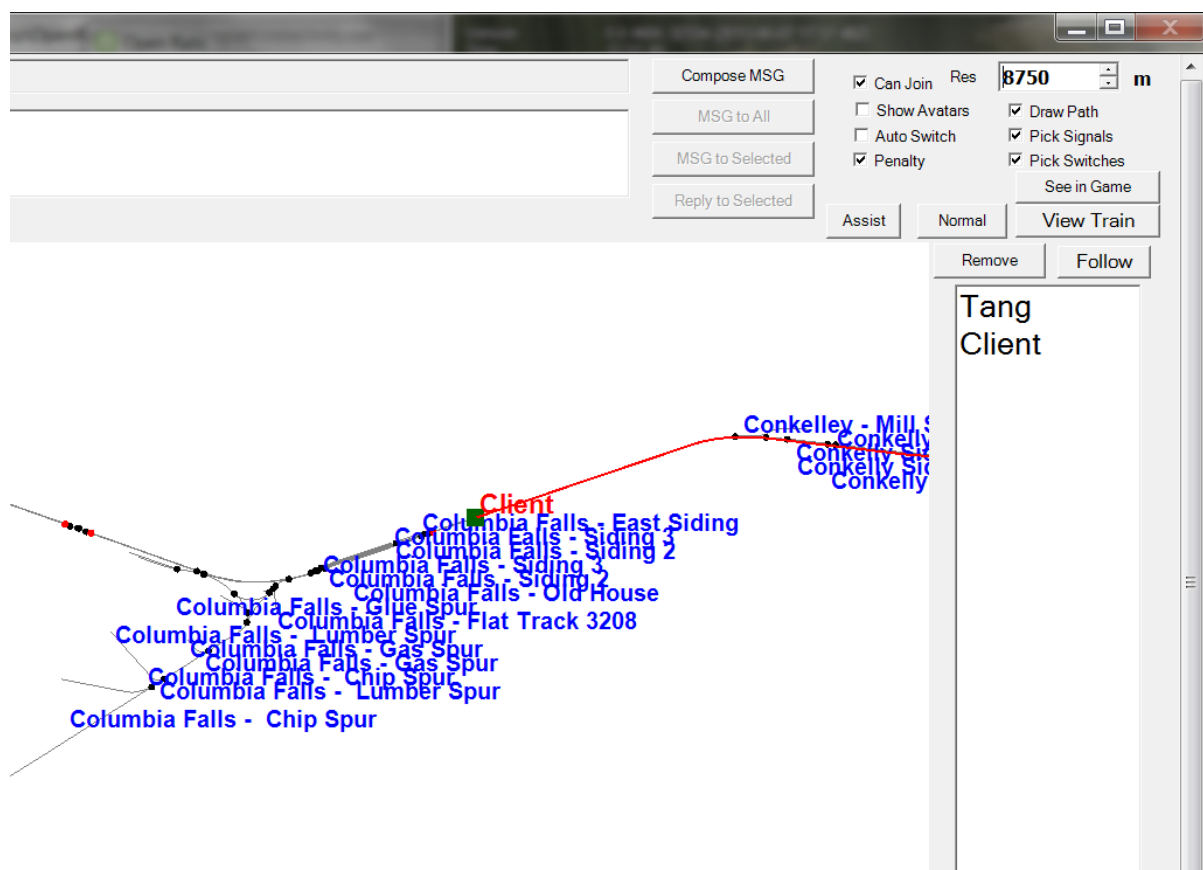 Compose MSG
MSG to All
MSG to Selected
Reply to Selected
Can Join
Res
8750
m
Show Avatars
Draw Path
Auto Switch
Pick Signals
Penalty
Pick Switches
See in Game
Assist
Normal
View Train
Remove
Follow
Tang
Client
Conkelley - Mill
Conkelly
Conkelly
Conkelly
Conkelly
Client
Columbia Falls - East Siding
Columbia Falls - Siding 3
Columbia Falls - Siding 2
Columbia Falls - Siding 3
Columbia Falls - Siding 2
Columbia Falls - Old House
Columbia Falls - Glue Spur
Columbia Falls - Flat Track 3208
Columbia Falls -  Lumber Spur
Columbia Falls - Gas Spur
Columbia Falls - Gas Spur
Columbia Falls -  Chip Spur
Columbia Falls -  Lumber Spur
Columbia Falls -  Chip Spur